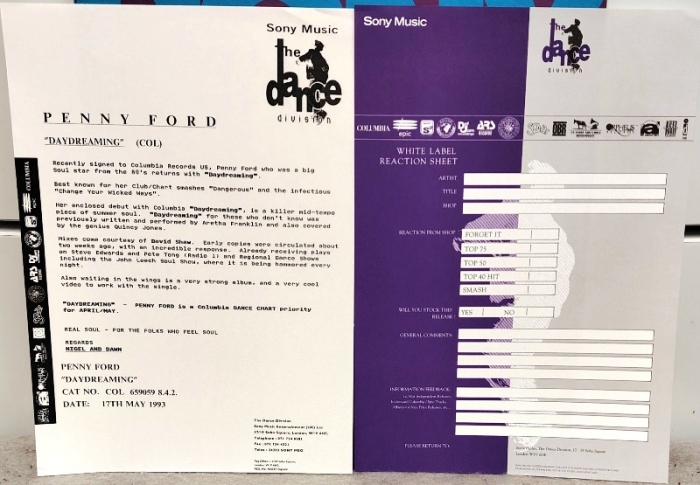 Sony Music
The
dance
division
PENNY FORD
"DAYDREAMING" (COL)
Recently signed to Columbia Records US, Penny Ford who was a big
Soul star from the 80's returns with "Daydreaming".
Best known for her Club/Chart smashes "Dangerous" and the infectious
"Change Your Wicked Ways".
Her enclosed debut with Columbia "Daydreaming", is a killer mid-tempo
piece of summer soul. "Daydreaming" for those who don't know was
previously written and performed by Aretha Franklin and also covered
by the genius Quincy Jones.
Mixes come courtesy of David Shaw. Early copies were circulated about
two weeks ago, with an incredible response. Already receiving plays
on Steve Edwards and Pete Tong (Radio 1) and Regional Dance Shows
including the John Leech Soul Show, where it is being hammered every
night.
Also waiting in the wings is a very strong album, and a very cool
video to work with the single.
"DAYDREAMING" - PENNY FORD is a Columbia DANCE CHART priority
for APRIL/MAY.
REAL SOUL - FOR THE FOLKS WHO FEEL SOUL
REGARDS
NIGEL AND DAWN
PENNY FORD
"DAYDREAMING"
CAT NO. COL 659059 8.4.2.
DATE: 17TH MAY 1993
The Dance Division
Sony Music Entertainment (UK) Ltd
COLUMBIA
Sony Music
The
dance
division
COLUMBIA
epic
Def
ARS
WHITE LABEL
REACTION SHEET
ARTIST
TITLE
SHOP
REACTION FROM SHOP
FORGET IT
TOP 75
TOP 50
TOP 40 HIT
SMASH
WILL YOU STOCK THIS
RELEASE
YES
NO
GENERAL COMMENTS
INFORMATION FEEDBACK
PLEASE RETURN TO: